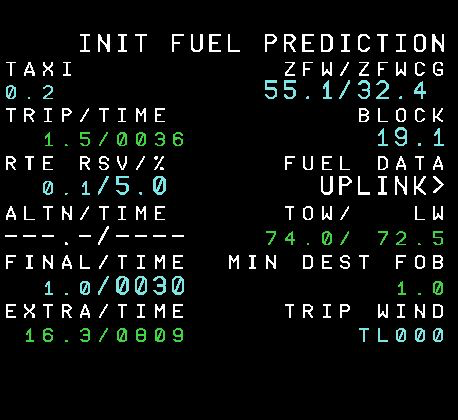 INIT FUEL PREDICTION
TAXI ZFW/ZFWCG
0.2 55.1/32.4
TRIP/TIME BLOCK
1.5/0036 19.1
RTE RSV/% FUEL DATA
0.1/5.0 UPLINK>
ALTN/TIME TOW/ LW
---.-/---- 74.0/ 72.5
FINAL/TIME MIN DEST FOB
1.0/0030 1.0
EXTRA/TIME TRIP WIND
16.3/0809 TL000